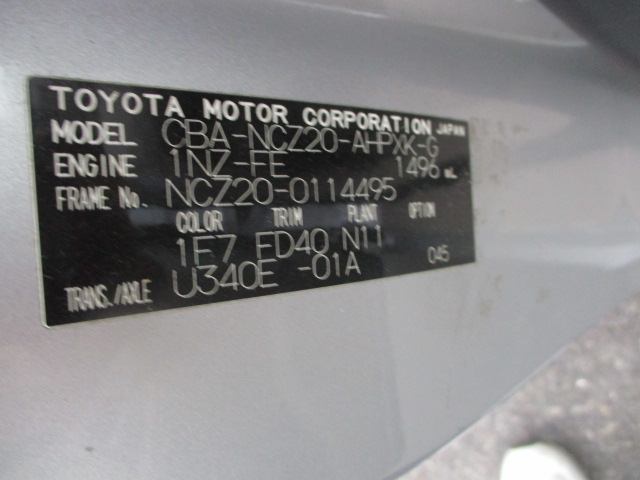 TOYOTA MOTOR CORPORATION JAPAN
MODEL CBA-NCZ20-AHPXK-G
ENGINE 1NZ-FE 1496 mL
FRAME No. NCZ20-0114495
COLOR TRIM PLANT OPTION
1E7 FD40 N11
TRANS./AXLE U340E -01A 045